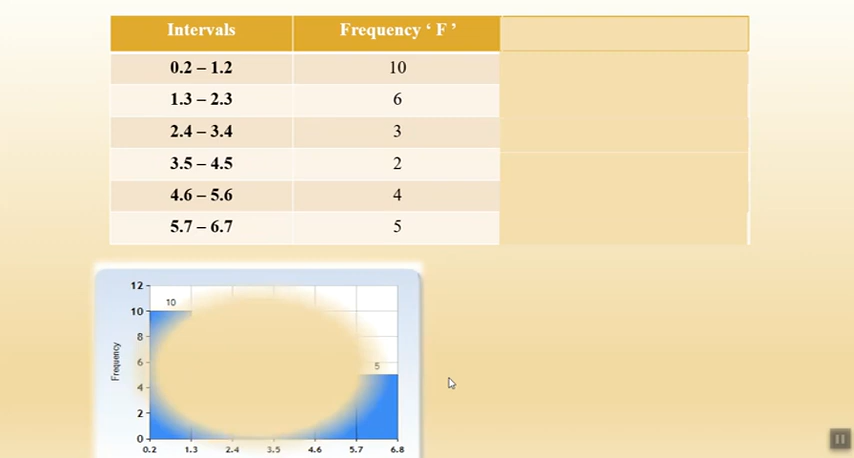 Intervals Frequency ‘ F ’
0.2 – 1.2 10
1.3 – 2.3 6
2.4 – 3.4 3
3.5 – 4.5 2
4.6 – 5.6 4
5.7 – 6.7 5
12
10
10
8
6
5
4
2
0
Frequency
0.2 1.3 2.4 3.5 4.6 5.7 6.8